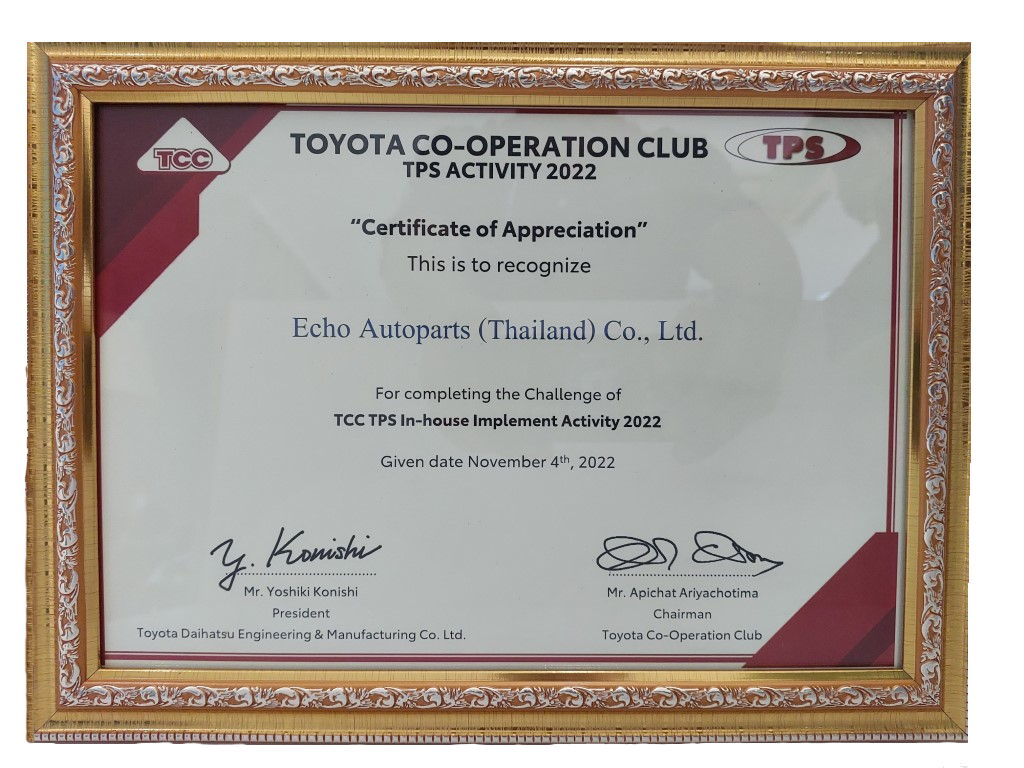 TCC
TOYOTA CO-OPERATION CLUB
TPS
TPS ACTIVITY 2022
“Certificate of Appreciation”
This is to recognize
Echo Autoparts (Thailand) Co., Ltd.
For completing the Challenge of
TCC TPS In-house Implement Activity 2022
Given date November 4th, 2022
Y. Konishi
Mr. Yoshiki Konishi
President
Toyota Daihatsu Engineering & Manufacturing Co. Ltd.
Mr. Apichat Ariyachotima
Chairman
Toyota Co-Operation Club